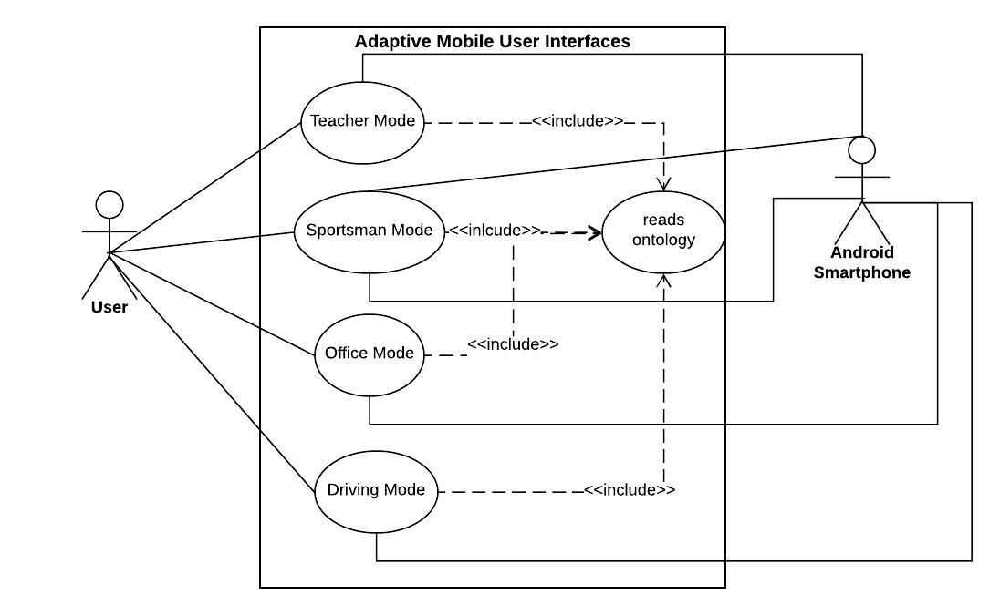 Adaptive Mobile User Interfaces
Teacher Mode
<<include>>
Sportsman Mode
<<inlcude>>
reads
ontology
Android
Smartphone
User
Office Mode
<<include>>
Driving Mode
<<include>>